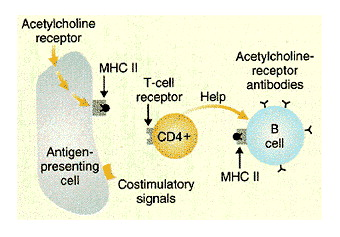 Acetylcholine
receptor
MHC II
T-cell
receptor
Acetylcholine-
receptor
antibodies
Help
CD4+
B
cell
Antigen-
presenting
cell
Costimulatory
signals
MHC II